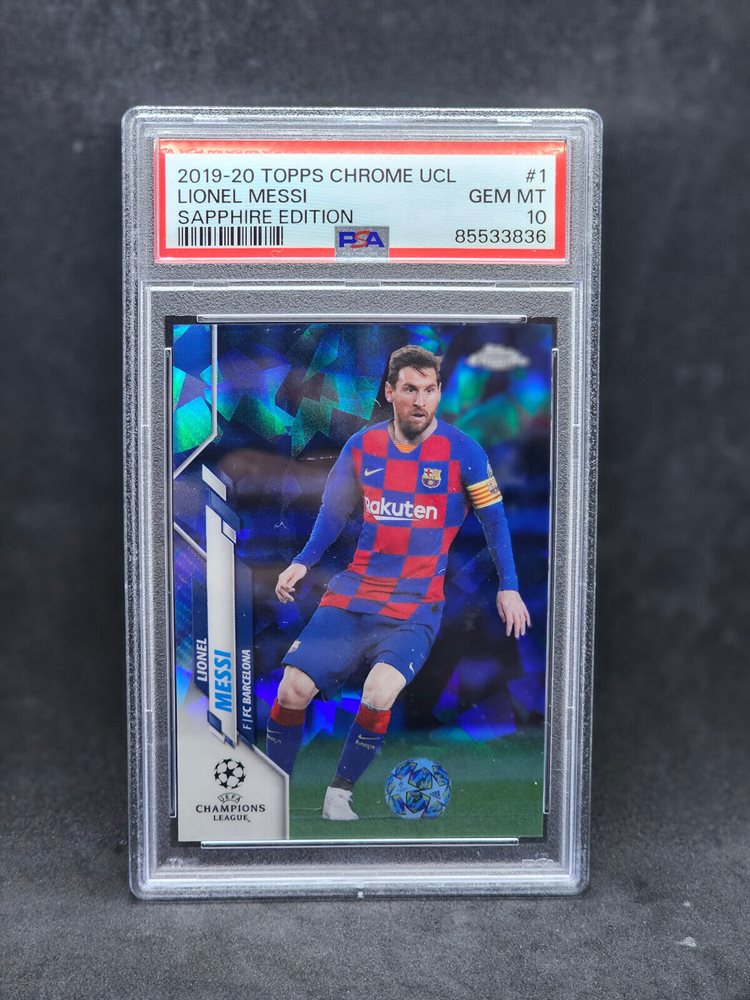 2019-20 TOPPS CHROME UCL #1
LIONEL MESSI GEM MT
SAPPHIRE EDITION 10
PSA 85533836
Rakuten
LIONEL
MESSI
F | FC BARCELONA
UEFA
CHAMPIONS
LEAGUE